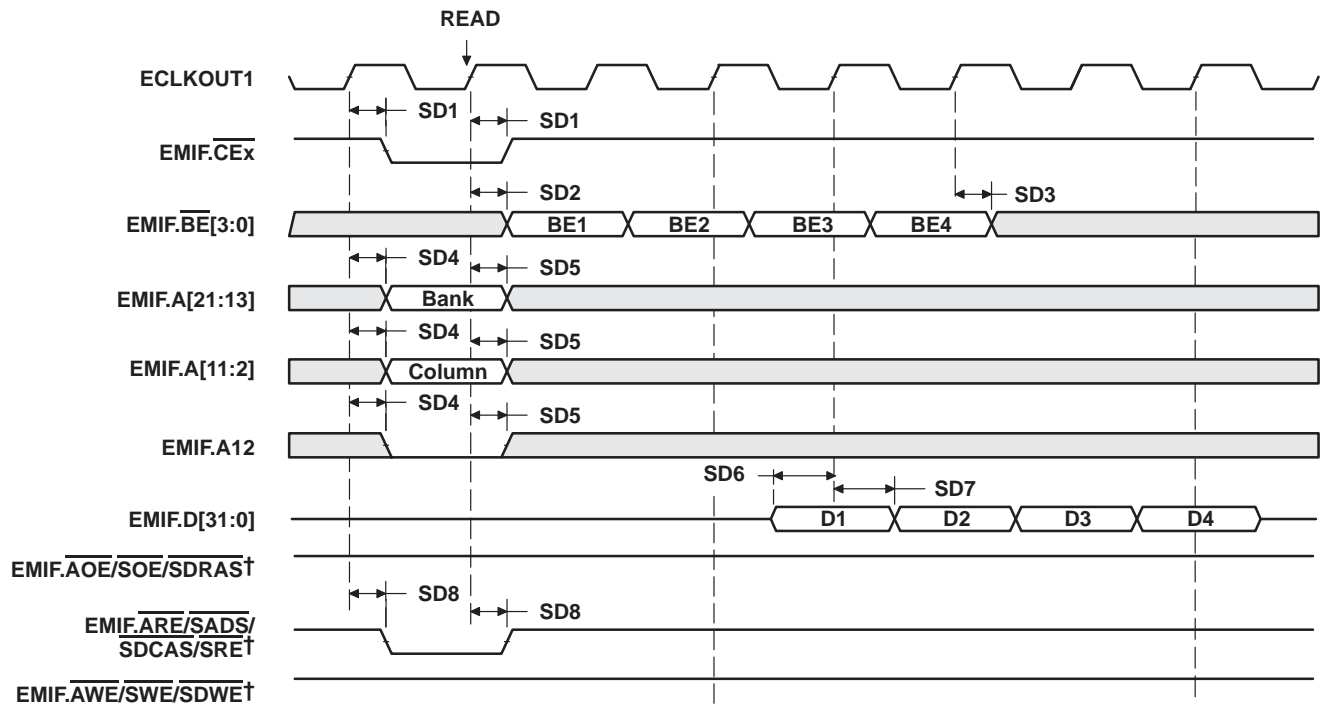 READ
ECLKOUT1
SD1
SD1
EMIF.CEx
SD2
SD3
EMIF.BE[3:0]
BE1
BE2
BE3
BE4
SD4
SD5
EMIF.A[21:13]
Bank
SD4
SD5
EMIF.A[11:2]
Column
SD4
SD5
EMIF.A12
SD6
SD7
EMIF.D[31:0]
D1
D2
D3
D4
EMIF.AOE/SOE/SDRAS†
SD8
SD8
EMIF.ARE/SADS/
SDCAS/SRE†
EMIF.AWE/SWE/SDWE†